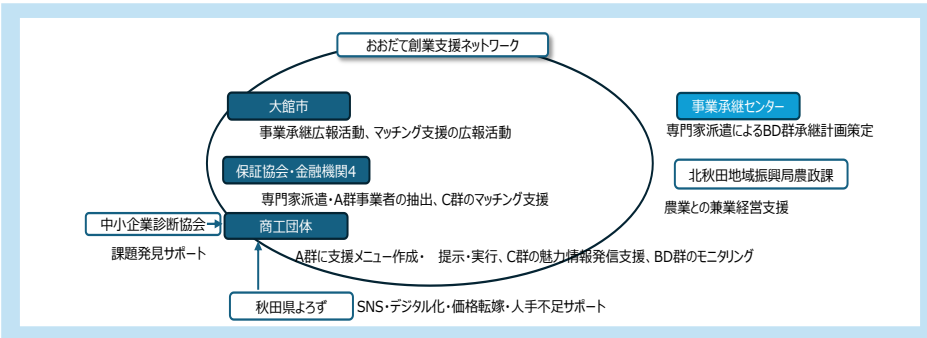 おおだて創業支援ネットワーク
大館市
事業承継広報活動、マッチング支援の広報活動
事業承継センター
専門家派遣によるBD群承継計画策定
保証協会・金融機関4
専門家派遣・A群事業者の抽出、C群のマッチング支援
北秋田地域振興局農政課
農業との兼業経営支援
中小企業診断協会
課題発見サポート
商工団体
A群に支援メニュー作成・　提示・実行、C群の魅力情報発信支援、BD群のモニタリング
秋田県よろず
SNS・デジタル化・価格転嫁・人手不足サポート